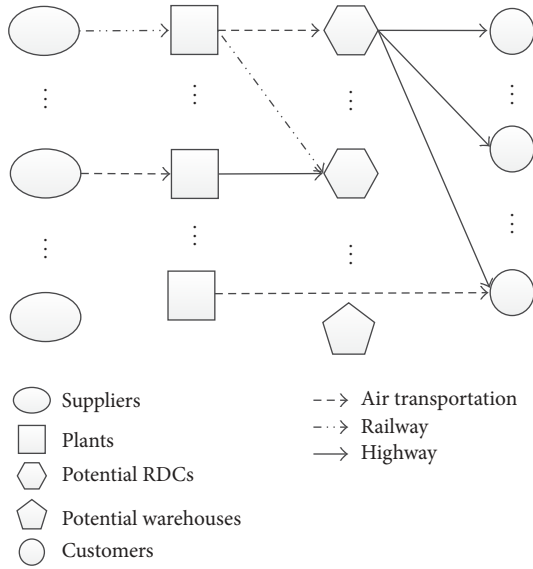 Suppliers
Plants
Potential RDCs
Potential warehouses
Customers
Air transportation
Railway
Highway